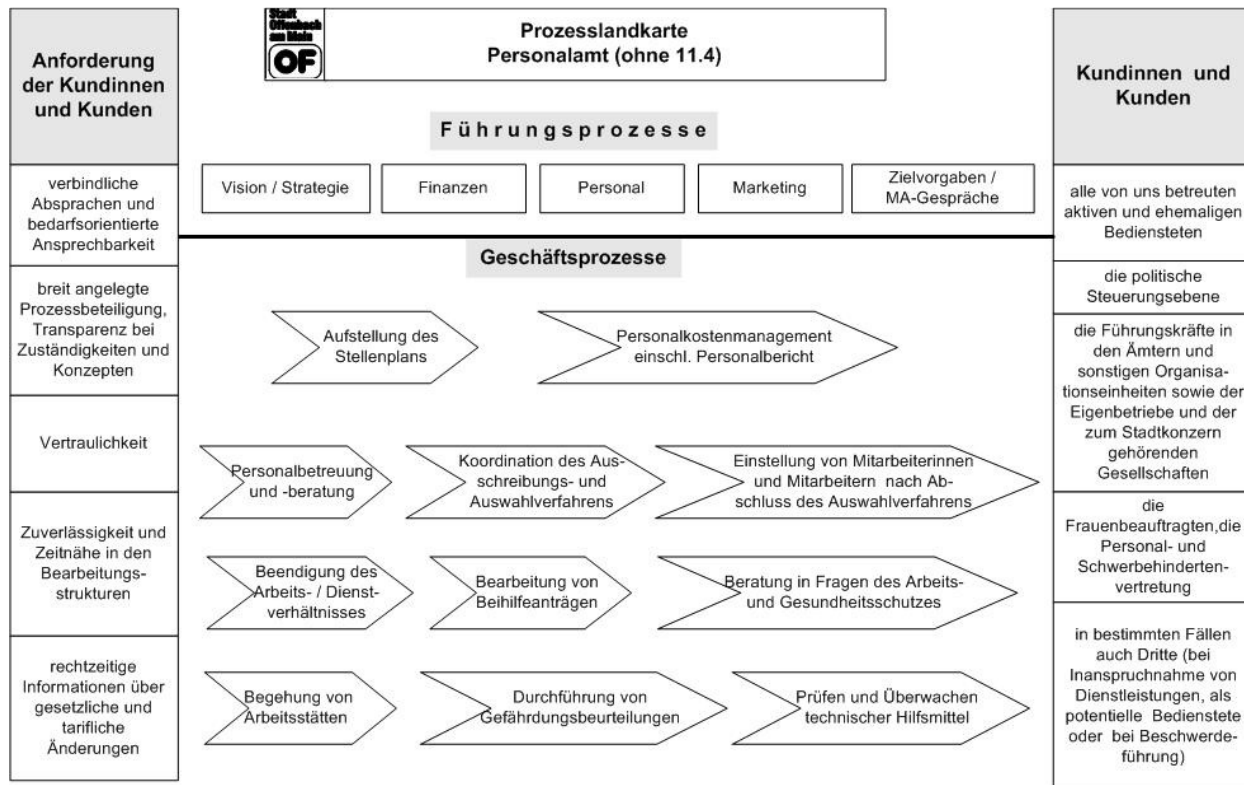 Anforderung
der Kundinnen
und Kunden
verbindliche
Absprachen und
bedarfsorientierte
Ansprechbarkeit
breit angelegte
Prozessbeteiligung,
Transparenz bei
Zuständigkeiten und
Konzepten
Vertraulichkeit
Zuverlässigkeit und
Zeitnähe in den
Bearbeitungs-
strukturen
rechtzeitige
Informationen über
gesetzliche und
tarifliche
Änderungen
Stadt
Offenbach
am Main
OF
Prozesslandkarte
Personalamt (ohne 11.4)
Führungsprozesse
Vision / Strategie
Finanzen
Personal
Marketing
Zielvorgaben /
MA-Gespräche
Geschäftsprozesse
Aufstellung des
Stellenplans
Personalkostenmanagement
einschl. Personalbericht
Personalbetreuung
und -beratung
Koordination des Aus-
schreibungs- und
Auswahlverfahrens
Einstellung von Mitarbeiterinnen
und Mitarbeitern nach Ab-
schluss des Auswahlverfahrens
Beendigung des
Arbeits- / Dienst-
verhältnisses
Bearbeitung von
Beihilfeanträgen
Beratung in Fragen des Arbeits-
und Gesundheitsschutzes
Begehung von
Arbeitsstätten
Durchführung von
Gefährdungsbeurteilungen
Prüfen und Überwachen
technischer Hilfsmittel
Kundinnen und
Kunden
alle von uns betreuten
aktiven und ehemaligen
Bediensteten
die politische
Steuerungsebene
die Führungskräfte in
den Ämtern und
sonstigen Organisa-
tionseinheiten sowie der
Eigenbetriebe und der
zum Stadtkonzern
gehörenden
Gesellschaften
die
Frauenbeauftragten,die
Personal- und
Schwerbehinderten-
vertretung
in bestimmten Fällen
auch Dritte (bei
Inanspruchnahme von
Dienstleistungen, als
potentielle Bedienstete
oder bei Beschwerde-
führung)